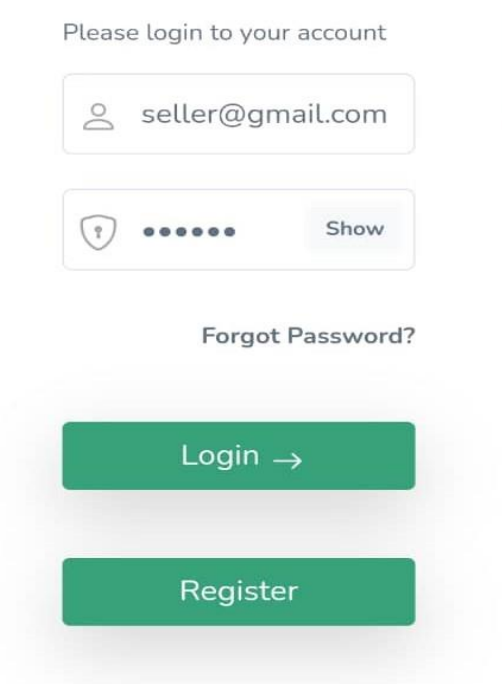 Please login to your account
seller@gmail.com
•••••• Show
Forgot Password?
Login →
Register